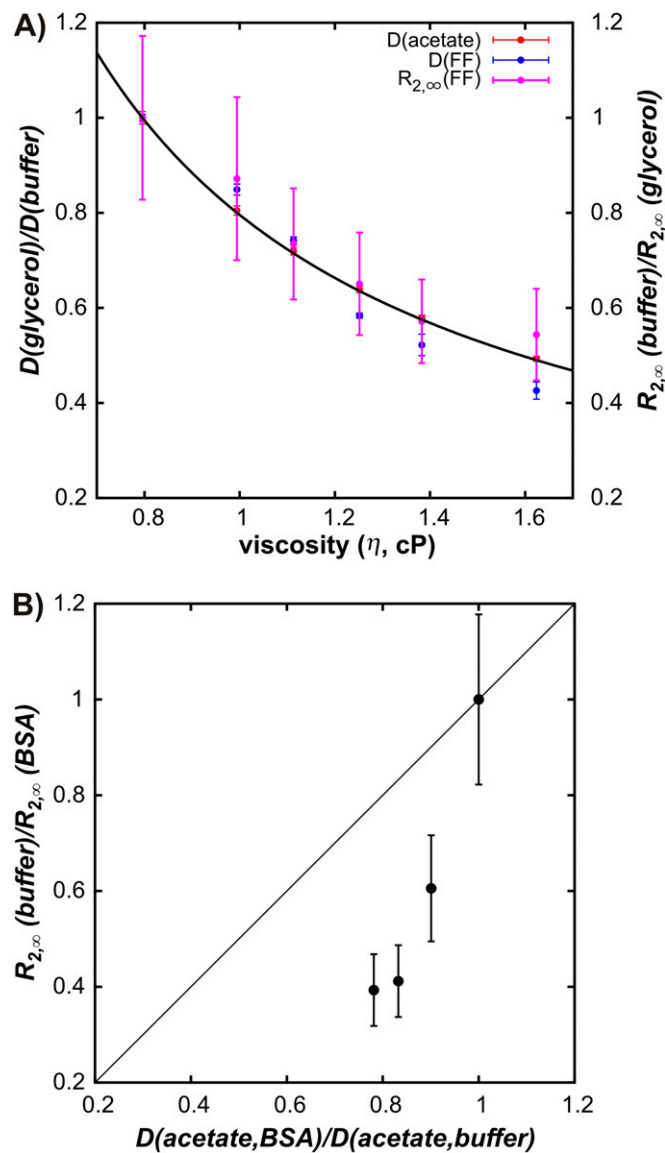 A)
D(glycerol)/D(buffer)
R2,∞ (buffer)/R2,∞ (glycerol)
D(acetate)
D(FF)
R2,∞(FF)
1.2
1
0.8
0.6
0.4
0.2
1.2
1
0.8
0.6
0.4
0.2
0.8 1 1.2 1.4 1.6
viscosity (η, cP)
B)
R2,∞ (buffer)/R2,∞ (BSA)
1.2
1
0.8
0.6
0.4
0.2
0.2 0.4 0.6 0.8 1 1.2
D(acetate,BSA)/D(acetate,buffer)